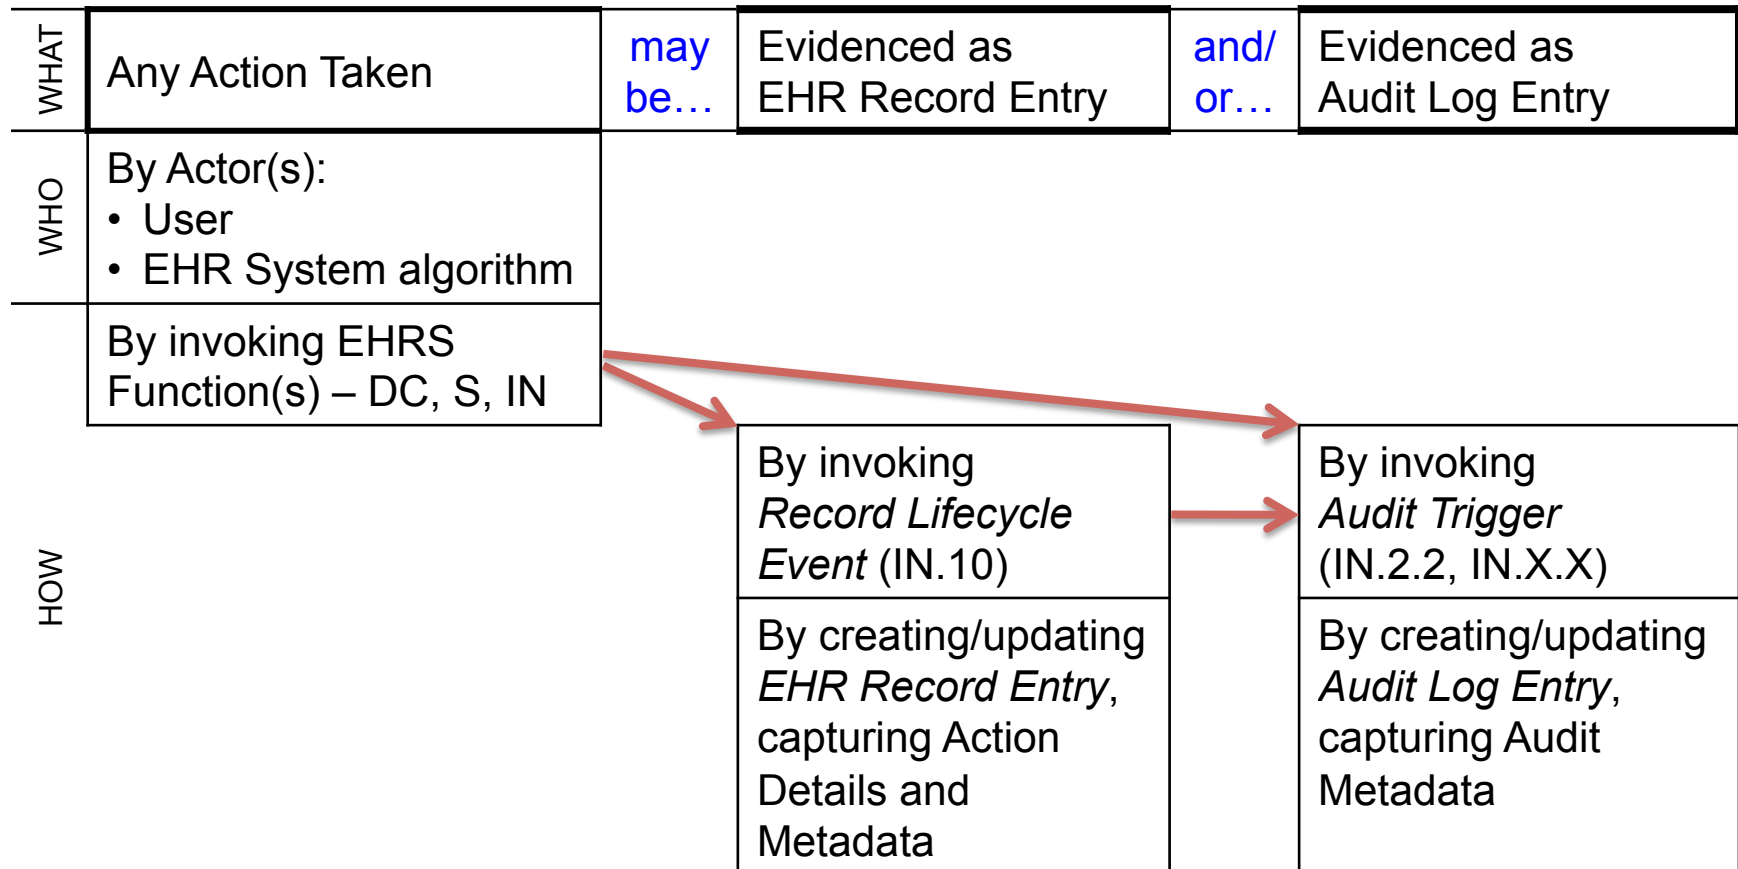 WHAT
Any Action Taken
may
be…
Evidenced as
EHR Record Entry
and/
or…
Evidenced as
Audit Log Entry
WHO
By Actor(s):
• User
• EHR System algorithm
HOW
By invoking EHRS
Function(s) – DC, S, IN
By invoking
Record Lifecycle
Event (IN.10)
By creating/updating
EHR Record Entry,
capturing Action
Details and
Metadata
By invoking
Audit Trigger
(IN.2.2, IN.X.X)
By creating/updating
Audit Log Entry,
capturing Audit
Metadata